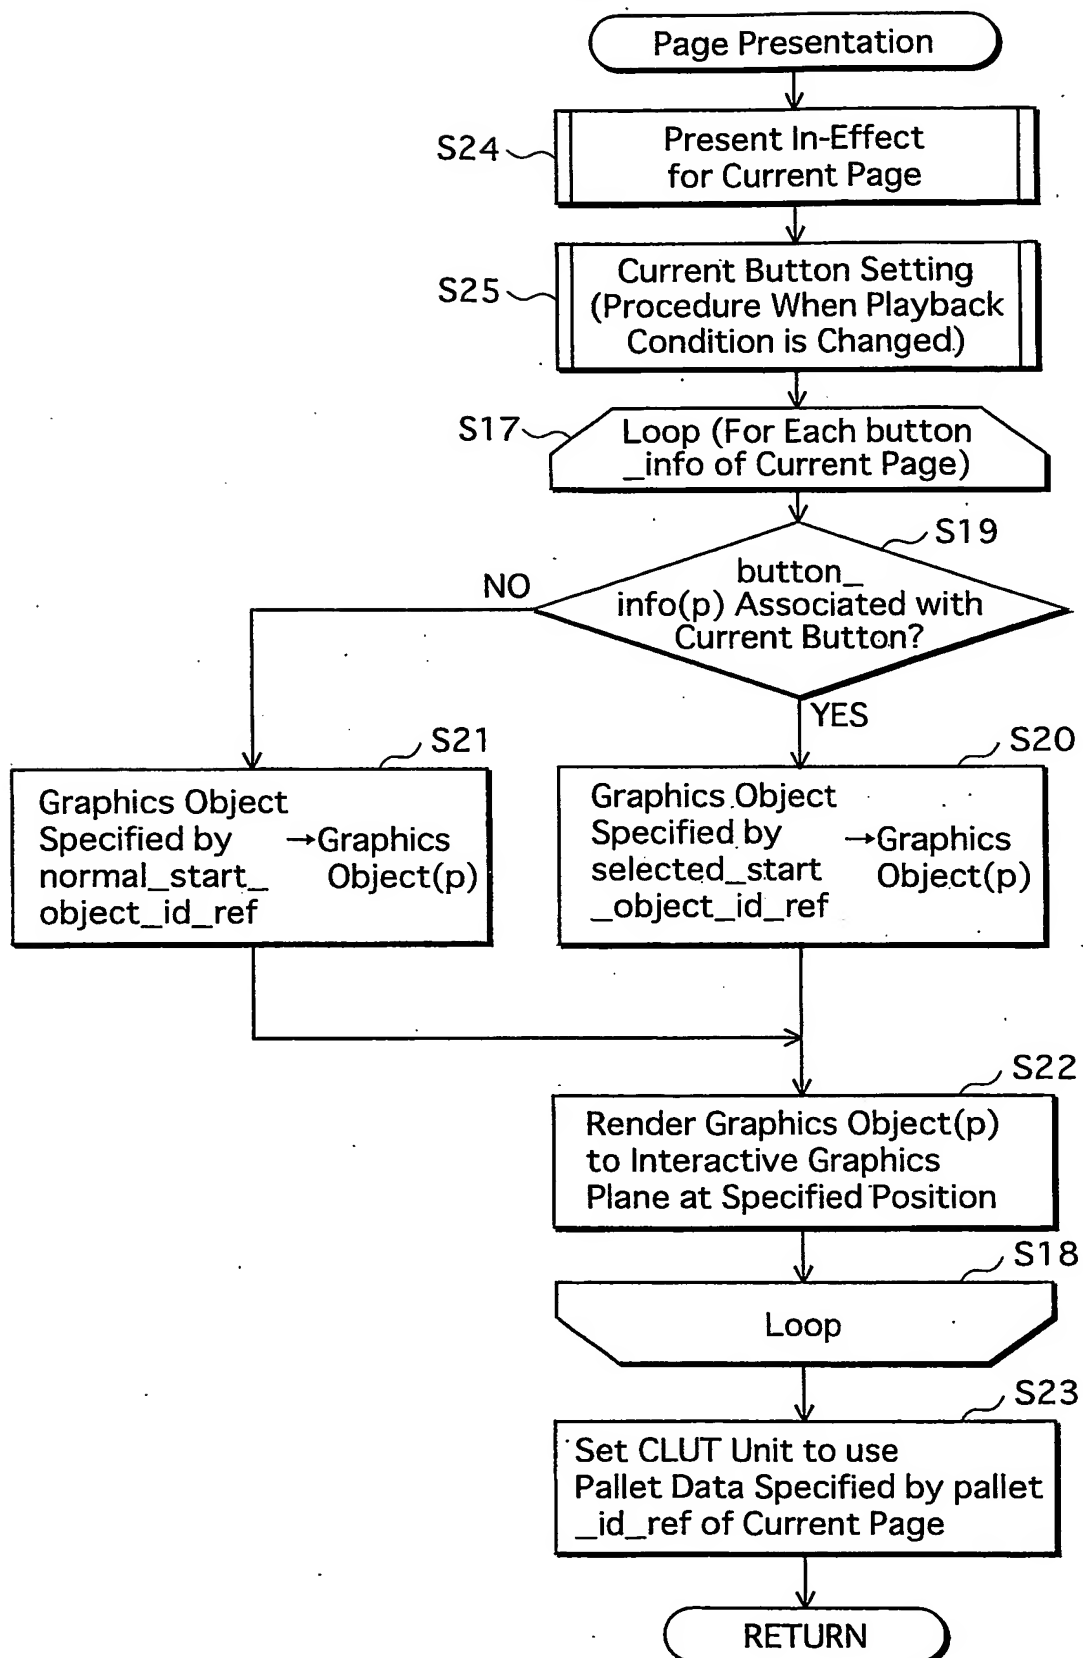 Page Presentation
S24
Present In-Effect
for Current Page
S25
Current Button Setting
(Procedure When Playback
Condition is Changed)
S17
Loop (For Each button
_info of Current Page)
S19
button_
info(p) Associated with
Current Button?
NO
YES
S21
Graphics Object
Specified by →Graphics
normal_start_ Object(p)
object_id_ref
S20
Graphics Object
Specified by →Graphics
selected_start Object(p)
_object_id_ref
S22
Render Graphics Object(p)
to Interactive Graphics
Plane at Specified Position
S18
Loop
S23
Set CLUT Unit to use
Pallet Data Specified by pallet
_id_ref of Current Page
RETURN